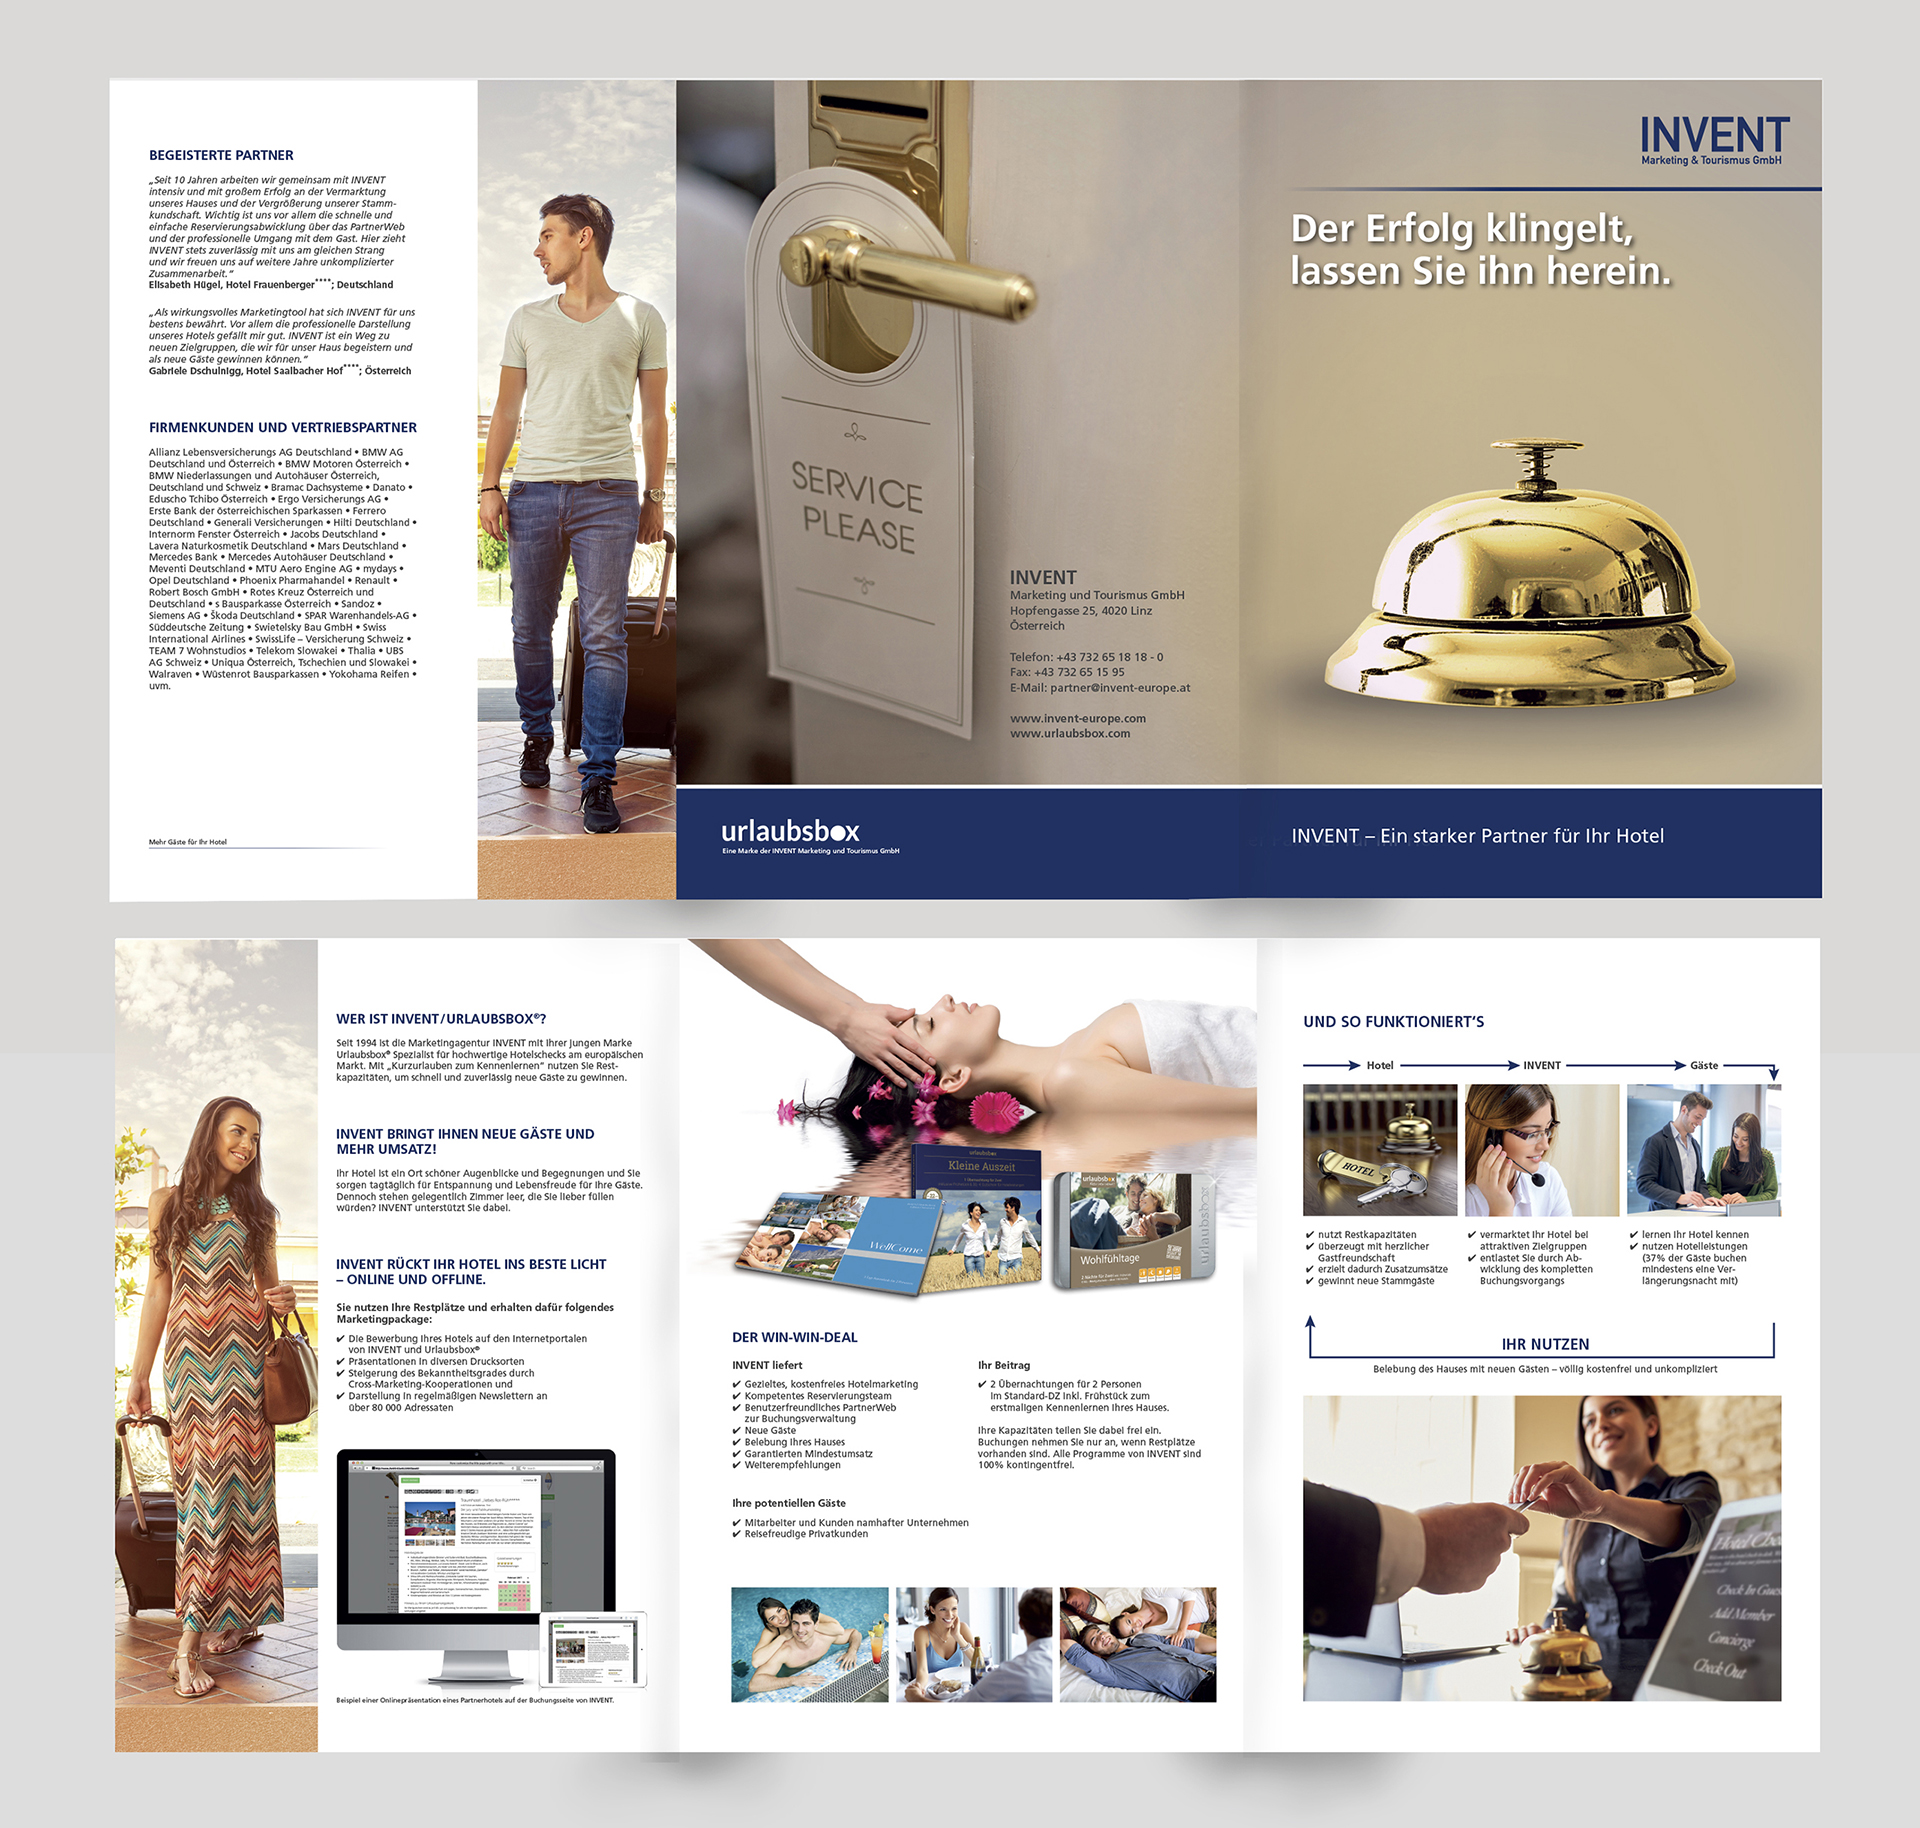 BEGEISTERTE PARTNER
„Seit 10 Jahren arbeiten wir gemeinsam mit INVENT
intensiv und mit großem Erfolg an der Vermarktung
unseres Hauses und der Vergrößerung unserer Stamm-
kundschaft. Wichtig ist uns vor allem die schnelle und
einfache Reservierungsabwicklung über das PartnerWeb
und der professionelle Umgang mit dem Gast. Hier zieht
INVENT stets zuverlässig mit uns am gleichen Strang
und wir freuen uns auf weitere Jahre unkomplizierter
Zusammenarbeit.“
Elisabeth Hügel, Hotel Frauenberger****; Deutschland
„Als wirkungsvolles Marketingtool hat sich INVENT für uns
bestens bewährt. Vor allem die professionelle Darstellung
unseres Hotels gefällt mir gut. INVENT ist ein Weg zu
neuen Zielgruppen, die wir für unser Haus begeistern und
als neue Gäste gewinnen können.“
Gabriele Dschulnigg, Hotel Saalbacher Hof****; Österreich
FIRMENKUNDEN UND VERTRIEBSPARTNER
Allianz Lebensversicherungs AG Deutschland • BMW AG
Deutschland und Österreich • BMW Motoren Österreich •
BMW Niederlassungen und Autohäuser Österreich,
Deutschland und Schweiz • Bramac Dachsysteme • Danato •
Eduscho Tchibo Österreich • Ergo Versicherungs AG •
Erste Bank der österreichischen Sparkassen • Ferrero
Deutschland • Generali Versicherungen • Hilti Deutschland •
Internorm Fenster Österreich • Jacobs Deutschland •
Lavera Naturkosmetik Deutschland • Mars Deutschland •
Mercedes Bank • Mercedes Autohäuser Deutschland •
Meventi Deutschland • MTU Aero Engine AG • mydays •
Opel Deutschland • Phoenix Pharmahandel • Renault •
Robert Bosch GmbH • Rotes Kreuz Österreich und
Deutschland • s Bausparkasse Österreich • Sandoz •
Siemens AG • Škoda Deutschland • SPAR Warenhandels-AG •
Süddeutsche Zeitung • Swietelsky Bau GmbH • Swiss
International Airlines • SwissLife – Versicherung Schweiz •
TEAM 7 Wohnstudios • Telekom Slowakei • Thalia • UBS
AG Schweiz • Uniqua Österreich, Tschechien und Slowakei •
Walraven • Wüstenrot Bausparkassen • Yokohama Reifen •
uvm.
Mehr Gäste für Ihr Hotel
SERVICE
PLEASE
INVENT
Marketing und Tourismus GmbH
Hopfengasse 25, 4020 Linz
Österreich
Telefon: +43 732 65 18 18 - 0
Fax: +43 732 65 15 95
E-Mail: partner@invent-europe.at
www.invent-europe.com
www.urlaubsbox.com
urlaubsbox
Eine Marke der INVENT Marketing und Tourismus GmbH
INVENT
Marketing & Tourismus GmbH
Der Erfolg klingelt,
lassen Sie ihn herein.
INVENT – Ein starker Partner für Ihr Hotel
WER IST INVENT/URLAUBSBOX®?
Seit 1994 ist die Marketingagentur INVENT mit ihrer jungen Marke
Urlaubsbox® Spezialist für hochwertige Hotelschecks am europäischen
Markt. Mit „Kurzurlauben zum Kennenlernen“ nutzen Sie Rest-
kapazitäten, um schnell und zuverlässig neue Gäste zu gewinnen.
INVENT BRINGT IHNEN NEUE GÄSTE UND
MEHR UMSATZ!
Ihr Hotel ist ein Ort schöner Augenblicke und Begegnungen und Sie
sorgen tagtäglich für Entspannung und Lebensfreude für Ihre Gäste.
Dennoch stehen gelegentlich Zimmer leer, die Sie lieber füllen
würden? INVENT unterstützt Sie dabei.
INVENT RÜCKT IHR HOTEL INS BESTE LICHT
– ONLINE UND OFFLINE.
Sie nutzen Ihre Restplätze und erhalten dafür folgendes
Marketingpackage:
✔ Die Bewerbung Ihres Hotels auf den Internetportalen
von INVENT und Urlaubsbox®
✔ Präsentationen in diversen Drucksorten
✔ Steigerung des Bekanntheitsgrades durch
Cross-Marketing-Kooperationen und
✔ Darstellung in regelmäßigen Newslettern an
über 80 000 Adressaten
Beispiel einer Onlinepräsentation eines Partnerhotels auf der Buchungsseite von INVENT.
urlaubsbox
Kleine Auszeit
WellCome
urlaubsbox
Wohlfühltage
urlaubsbox
DER WIN-WIN-DEAL
INVENT liefert
✔ Gezieltes, kostenfreies Hotelmarketing
✔ Kompetentes Reservierungsteam
✔ Benutzerfreundliches PartnerWeb
zur Buchungsverwaltung
✔ Neue Gäste
✔ Belebung Ihres Hauses
✔ Garantierten Mindestumsatz
✔ Weiterempfehlungen
Ihr Beitrag
✔ 2 Übernachtungen für 2 Personen
im Standard-DZ inkl. Frühstück zum
erstmaligen Kennenlernen Ihres Hauses.
Ihre Kapazitäten teilen Sie dabei frei ein.
Buchungen nehmen Sie nur an, wenn Restplätze
vorhanden sind. Alle Programme von INVENT sind
100% kontingentfrei.
Ihre potentiellen Gäste
✔ Mitarbeiter und Kunden namhafter Unternehmen
✔ Reisefreudige Privatkunden
UND SO FUNKTIONIERT’S
Hotel
INVENT
Gäste
HOTEL
✔ nutzt Restkapazitäten
✔ überzeugt mit herzlicher
Gastfreundschaft
✔ erzielt dadurch Zusatzumsätze
✔ gewinnt neue Stammgäste
✔ vermarktet Ihr Hotel bei
attraktiven Zielgruppen
✔ entlastet Sie durch Ab-
wicklung des kompletten
Buchungsvorgangs
✔ lernen Ihr Hotel kennen
✔ nutzen Hotelleistungen
(37% der Gäste buchen
mindestens eine Ver-
längerungsnacht mit)
IHR NUTZEN
Belebung des Hauses mit neuen Gästen – völlig kostenfrei und unkompliziert
Hotel Che
Check In Gues
Add Member
Concierge
Check Out